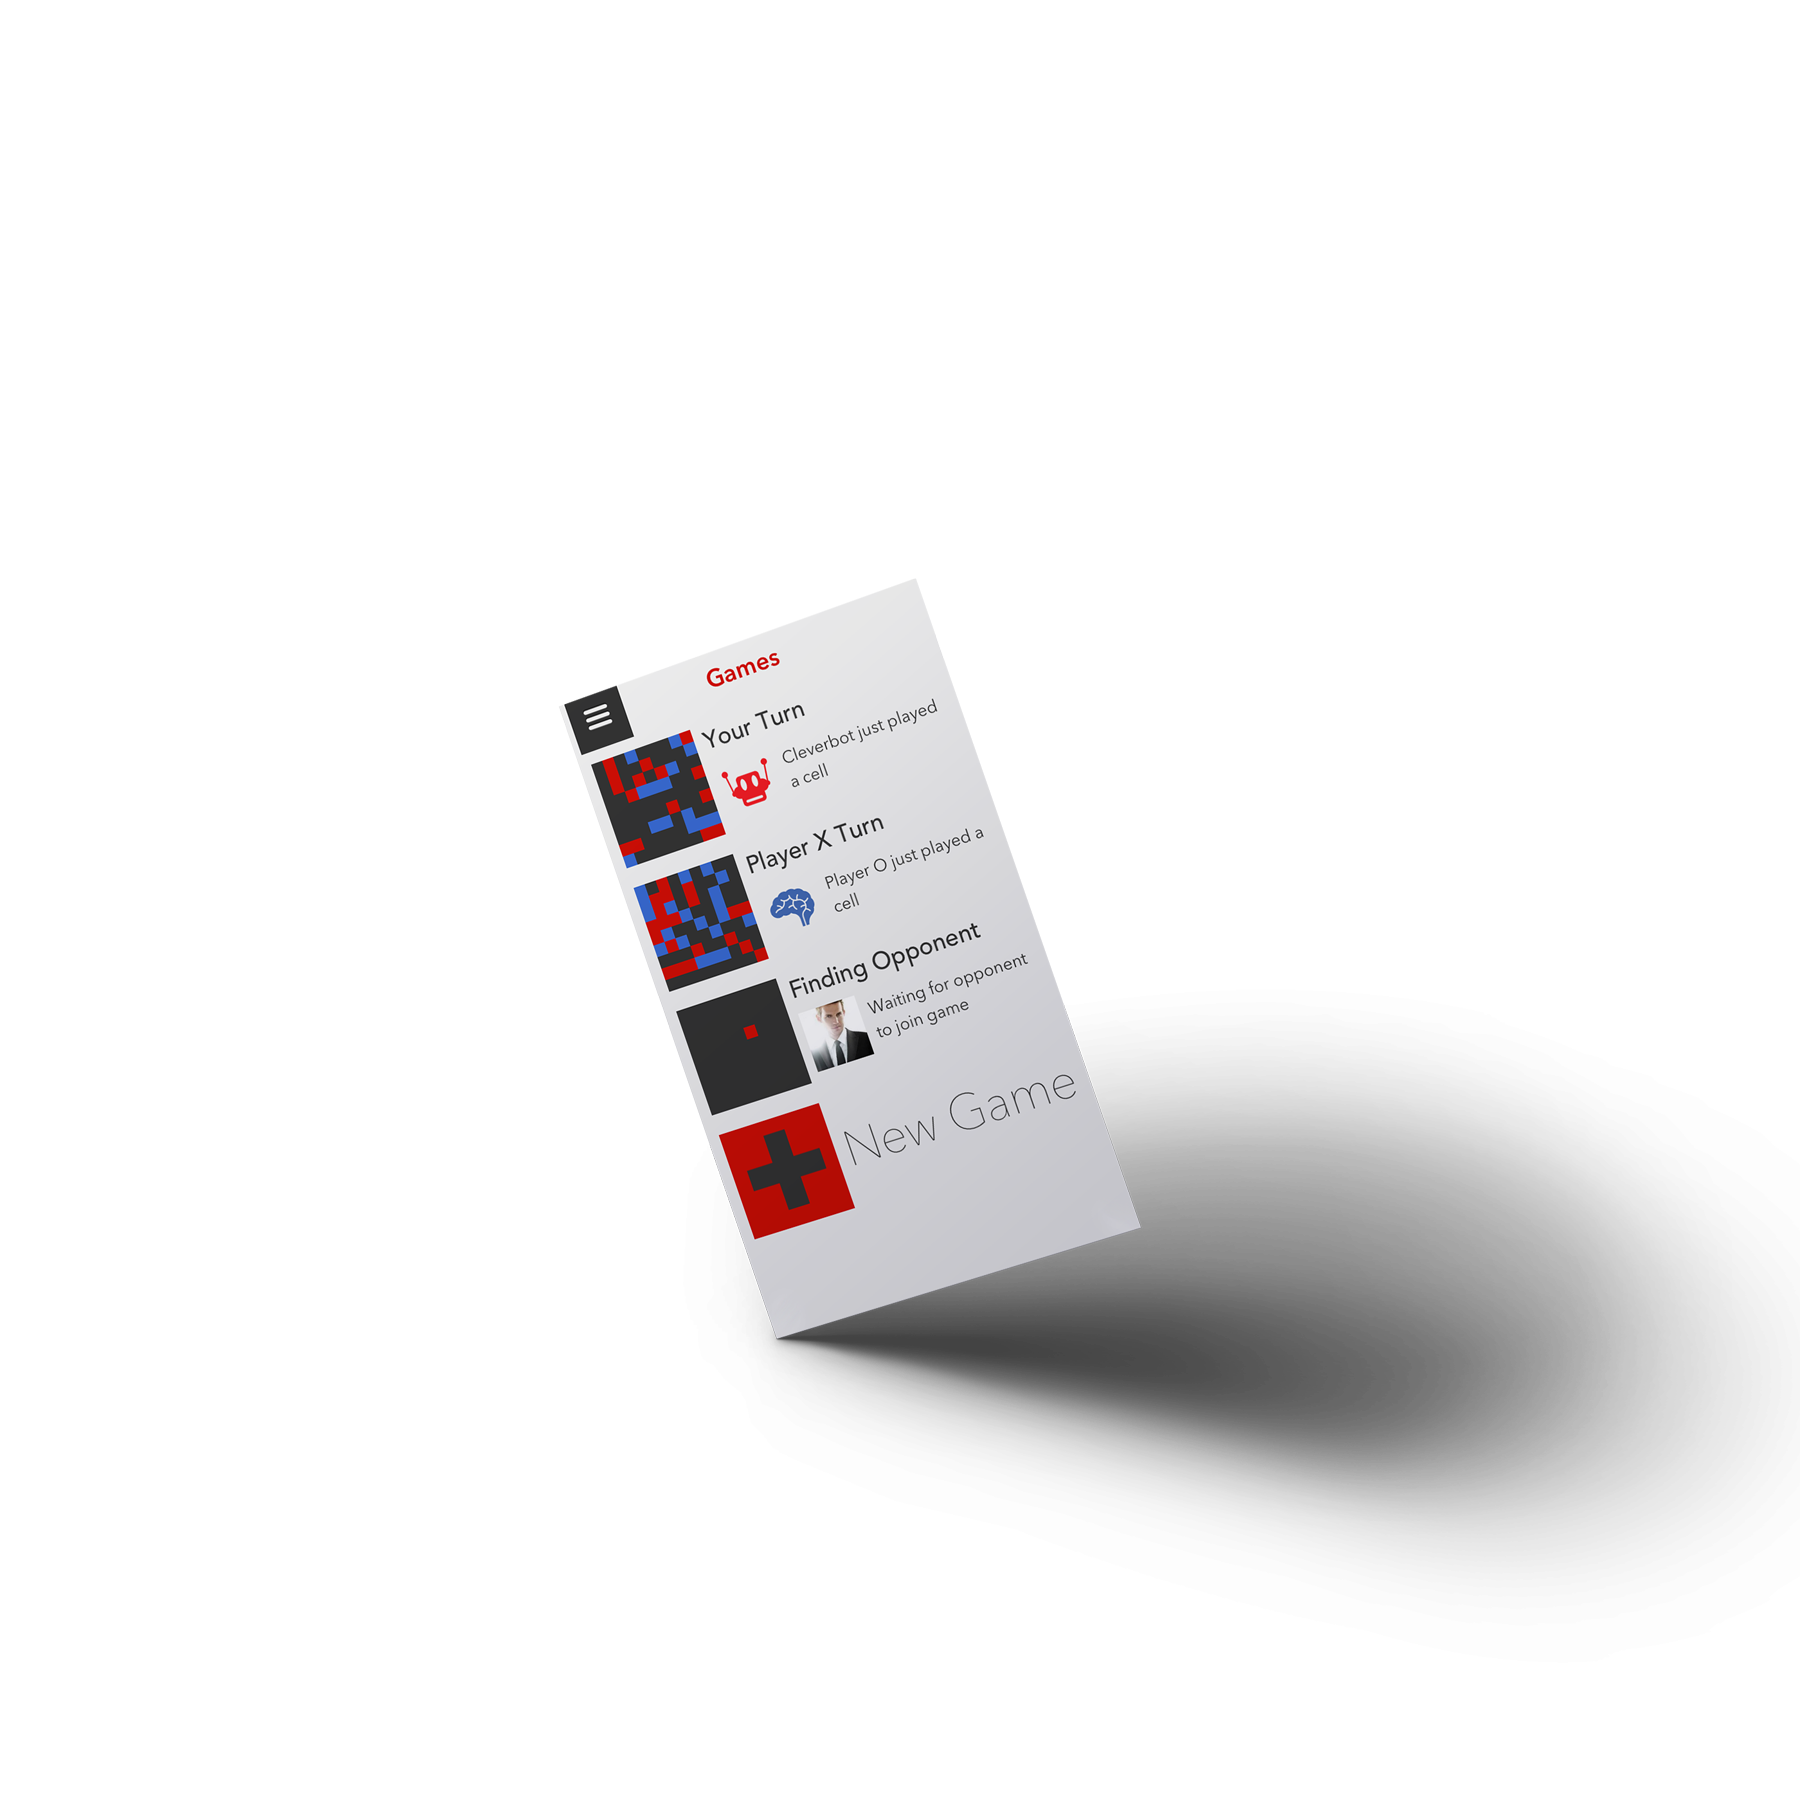 Games
Your Turn
Cleverbot just played
a cell
Player X Turn
Player O just played a
cell
Finding Opponent
Waiting for opponent
to join game
New Game